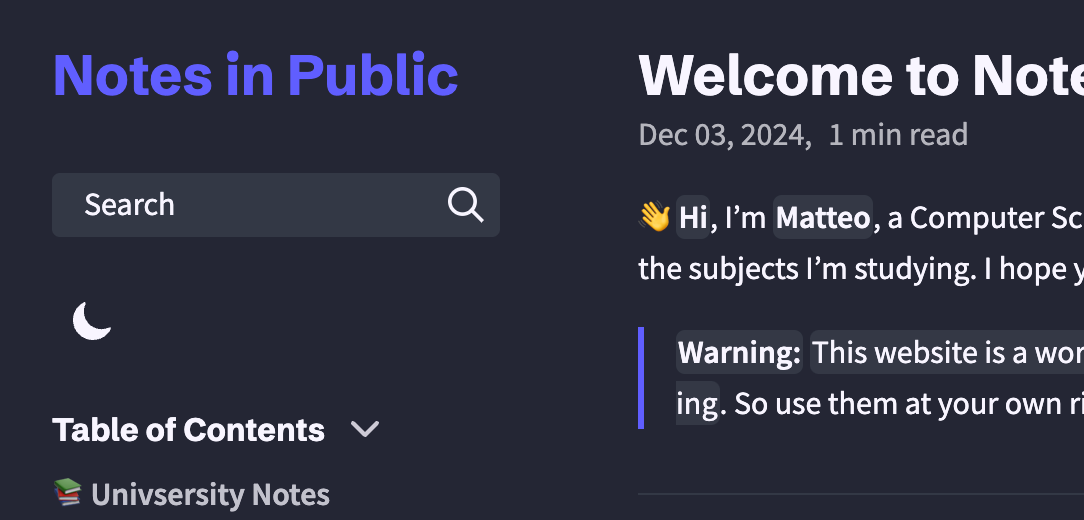 Notes in Public
Search
Table of Contents
📚 Univsersity Notes
Welcome to Note
Dec 03, 2024, 1 min read
👋 Hi, I’m Matteo, a Computer Sc
the subjects I’m studying. I hope y
Warning: This website is a wor
ing. So use them at your own ri